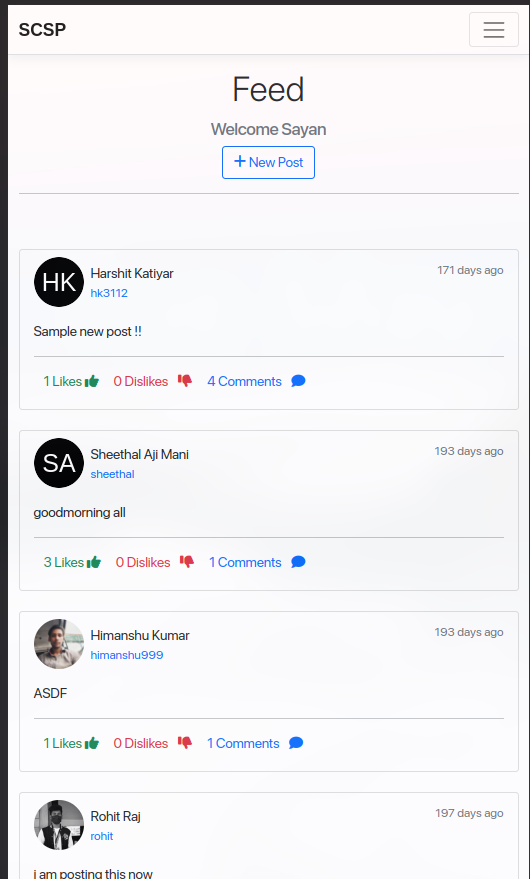 SCSP
Feed
Welcome Sayan
New Post
HK
Harshit Katiyar
171 days ago
hk3112
Sample new post !!
1 Likes 0 Dislikes 4 Comments
SA
Sheethal Aji Mani
193 days ago
sheethal
goodmorning all
3 Likes 0 Dislikes 1 Comments
Himanshu Kumar
193 days ago
himanshu999
ASDF
1 Likes 0 Dislikes 1 Comments
Rohit Raj
197 days ago
rohit
i am posting this now